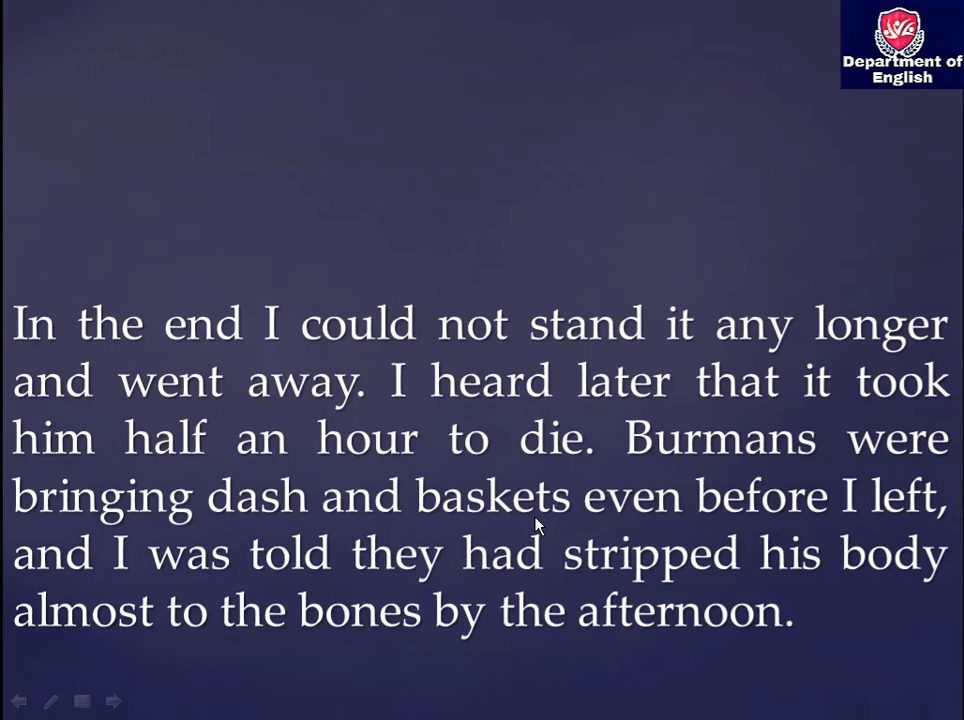 Department of
English
In the end I could not stand it any longer
and went away. I heard later that it took
him half an hour to die. Burmans were
bringing dash and baskets even before I left,
and I was told they had stripped his body
almost to the bones by the afternoon.